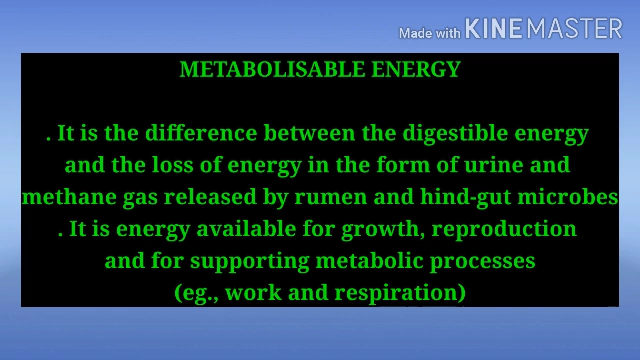 Made with KINEMASTER
METABOLISABLE ENERGY
. It is the difference between the digestible energy
and the loss of energy in the form of urine and
methane gas released by rumen and hind-gut microbes
. It is energy available for growth, reproduction
and for supporting metabolic processes
(eg., work and respiration)